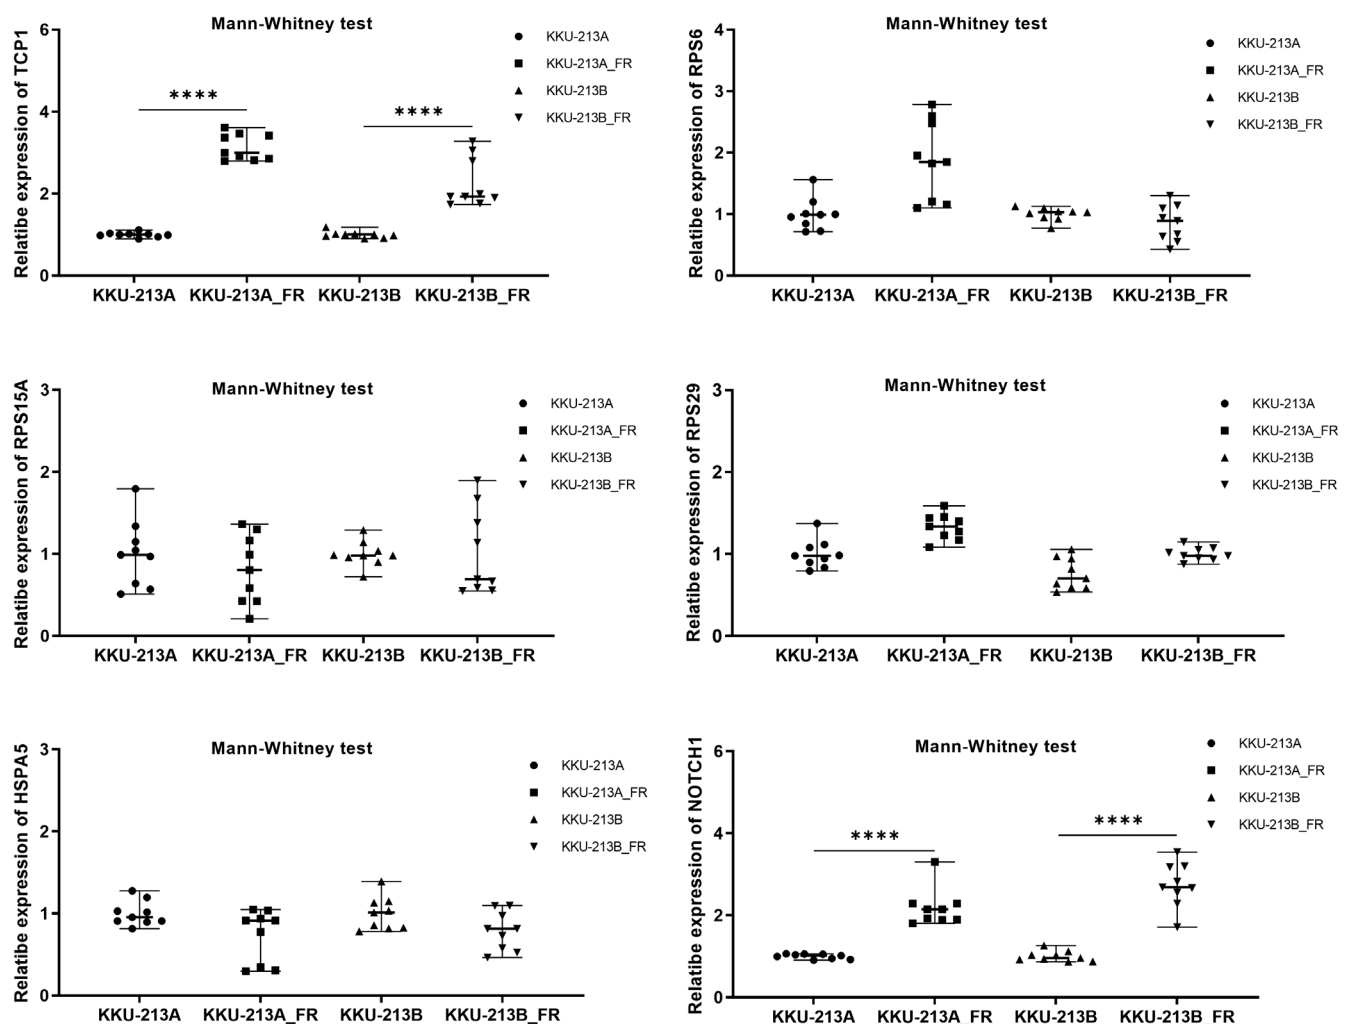 Mann-Whitney test
Relatibe expression of TCP1
6
4
2
0
****
****
KKU-213A
KKU-213A_FR
KKU-213B
KKU-213B_FR
KKU-213A
KKU-213A_FR
KKU-213B
KKU-213B_FR
Mann-Whitney test
Relatibe expression of RPS6
4
3
2
1
0
KKU-213A
KKU-213A_FR
KKU-213B
KKU-213B_FR
KKU-213A
KKU-213A_FR
KKU-213B
KKU-213B_FR
Mann-Whitney test
Relatibe expression of RPS15A
3
2
1
0
KKU-213A
KKU-213A_FR
KKU-213B
KKU-213B_FR
KKU-213A
KKU-213A_FR
KKU-213B
KKU-213B_FR
Mann-Whitney test
Relatibe expression of RPS29
3
2
1
0
KKU-213A
KKU-213A_FR
KKU-213B
KKU-213B_FR
KKU-213A
KKU-213A_FR
KKU-213B
KKU-213B_FR
Mann-Whitney test
Relatibe expression of HSPA5
3
2
1
0
KKU-213A
KKU-213A_FR
KKU-213B
KKU-213B_FR
KKU-213A
KKU-213A_FR
KKU-213B
KKU-213B_FR
Mann-Whitney test
Relatibe expression of NOTCH1
6
4
2
0
****
****
KKU-213A
KKU-213A_FR
KKU-213B
KKU-213B_FR
KKU-213A
KKU-213A_FR
KKU-213B
KKU-213B_FR